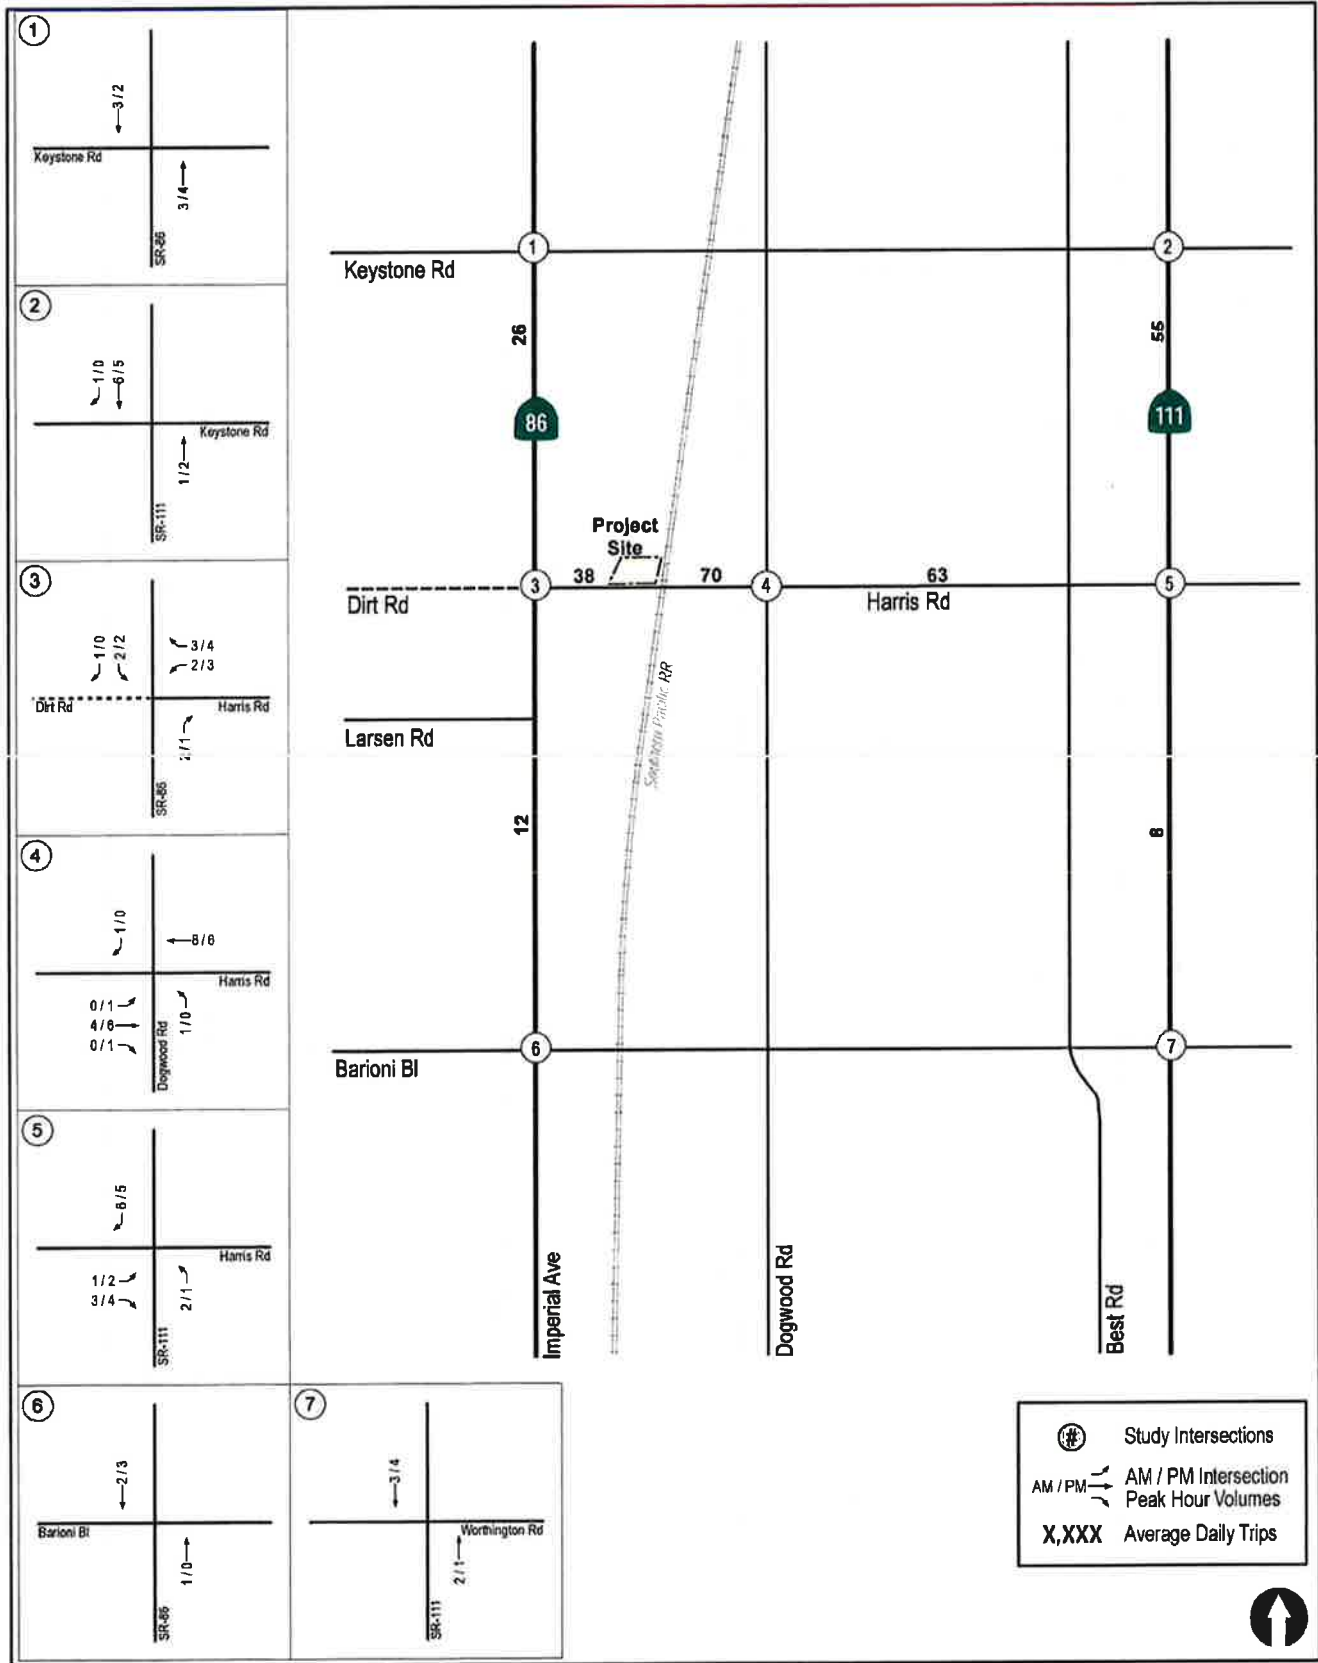 1
3 / 2
Keystone Rd
3 / 4
SR-86
2
1 / 0
6 / 5
Keystone Rd
1 / 2
SR-111
3
1 / 0
2 / 2
3 / 4
2 / 3
Dirt Rd
Harris Rd
2 / 1
SR-86
4
1 / 0
8 / 6
Harris Rd
0 / 1
4 / 6
0 / 1
1 / 0
Dogwood Rd
5
6 / 5
Harris Rd
1 / 2
3 / 4
2 / 1
SR-111
6
2 / 3
Barioni Bl
1 / 0
SR-86
7
3 / 4
Worthington Rd
2 / 1
SR-111
1
2
Keystone Rd
26
55
86
111
Project
Site
3
38
70
4
63
5
Dirt Rd
Harris Rd
Southern Pacific RR
Larsen Rd
12
8
6
7
Barioni Bl
Imperial Ave
Dogwood Rd
Best Rd
# Study Intersections
AM / PM AM / PM Intersection
Peak Hour Volumes
X,XXX Average Daily Trips